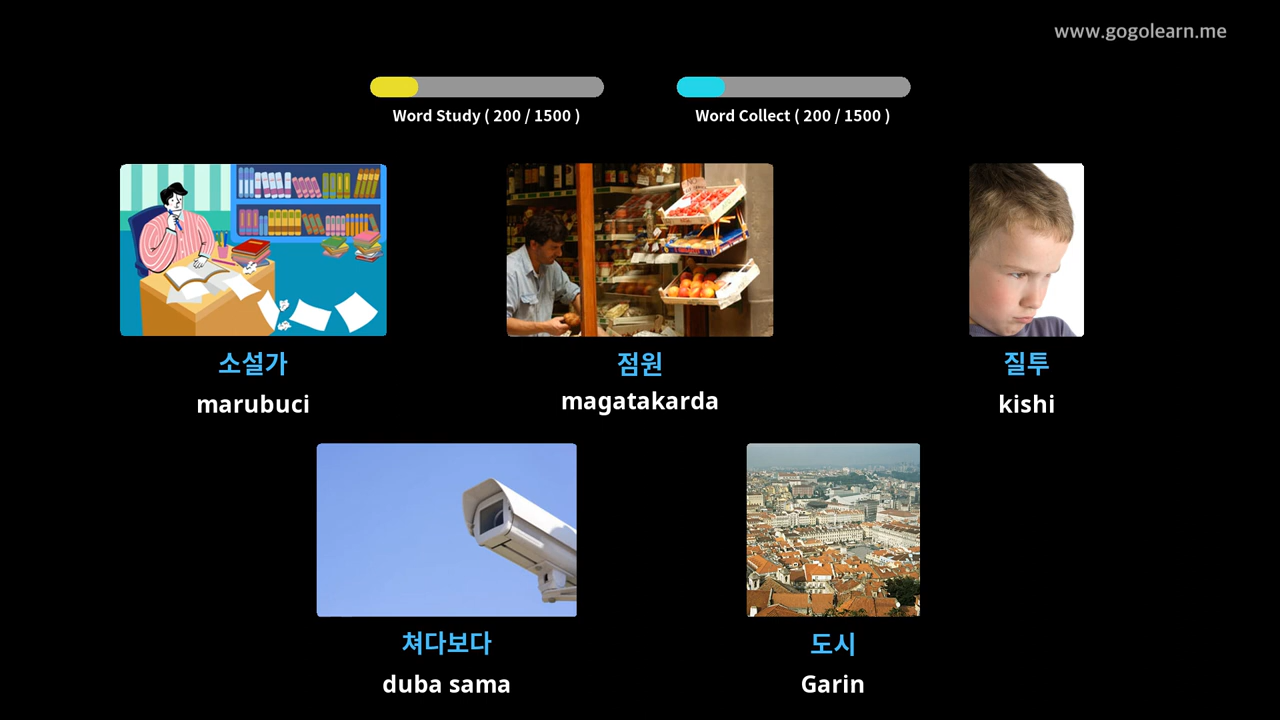 www.gogolearn.me
Word Study ( 200 / 1500 )
Word Collect ( 200 / 1500 )
소설가
marubuci
점원
magatakarda
질투
kishi
쳐다보다
duba sama
도시
Garin